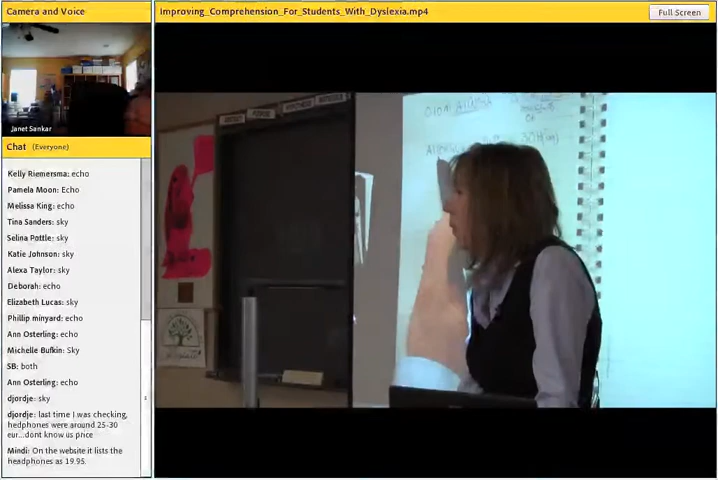 Camera and Voice
Improving_Comprehension_For_Students_With_Dyslexia.mp4
Full Screen
Janet Sankar
Chat (Everyone)
Kelly Riemersma: echo
Pamela Moon: Echo
Melissa King: echo
Tina Sanders: sky
Selina Pottle: sky
Katie Johnson: sky
Alexa Taylor: sky
Deborah: echo
Elizabeth Lucas: sky
Phillip minyard: echo
Ann Osterling: echo
Michelle Bufkin: Sky
SB: both
Ann Osterling: echo
djordje: sky
djordje: last time I was checking,
hedphones were around 25-30
eur...dont know us price
Mindi: On the website it lists the
headphones as 19.95.